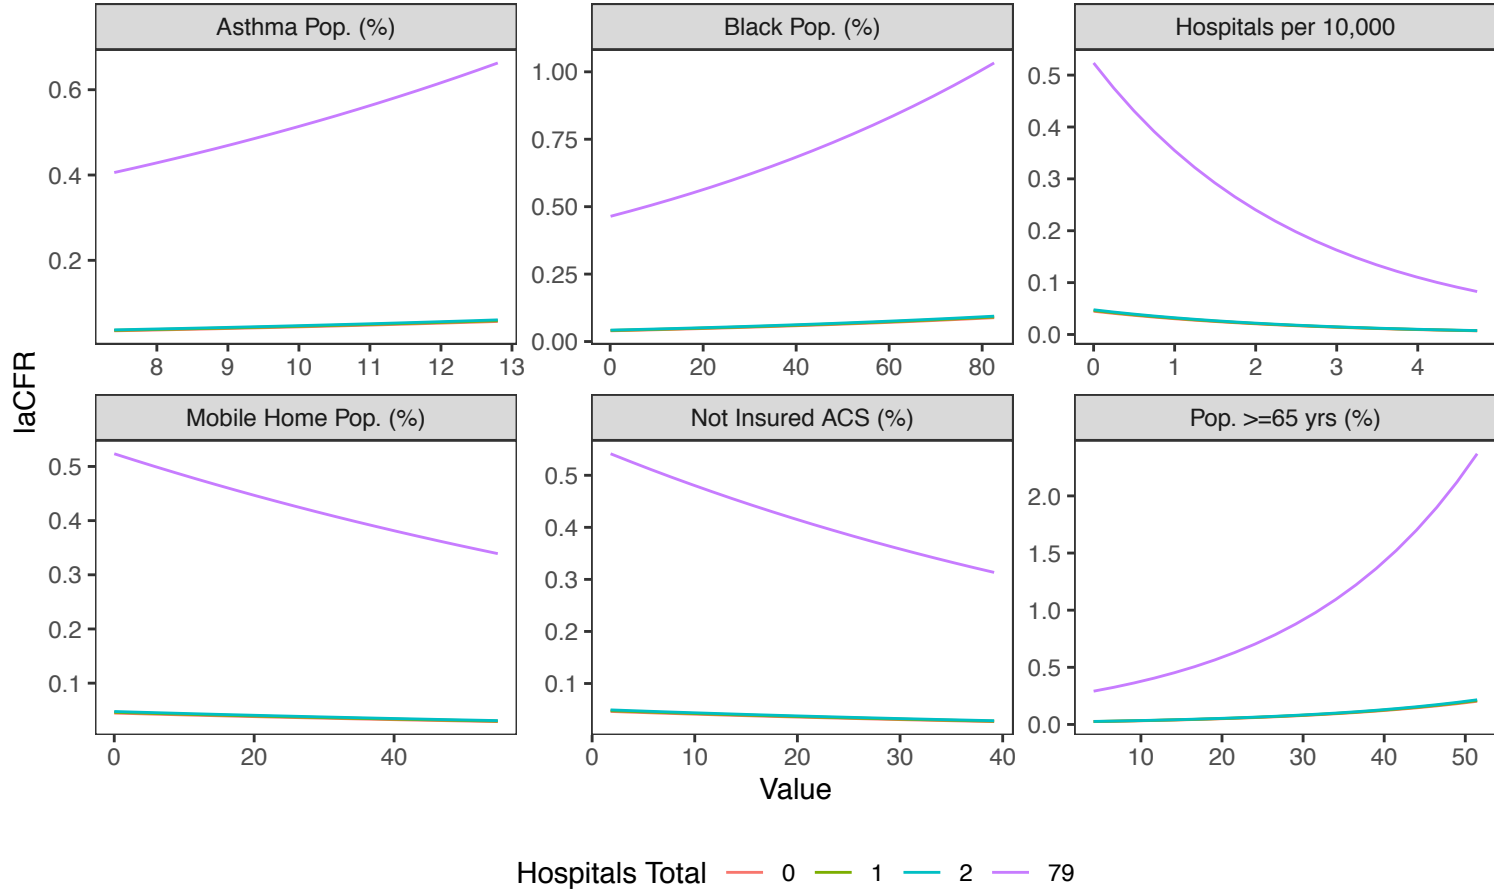 Asthma Pop. (%)
Black Pop. (%)
Hospitals per 10,000
0.6
0.4
0.2
1.00
0.75
0.50
0.25
0.00
0.5
0.4
0.3
0.2
0.1
0.0
8 9 10 11 12 13
0 20 40 60 80
0 1 2 3 4
laCFR
Mobile Home Pop. (%)
Not Insured ACS (%)
Pop. >=65 yrs (%)
0.5
0.4
0.3
0.2
0.1
0.5
0.4
0.3
0.2
0.1
2.0
1.5
1.0
0.5
0.0
0 20 40
0 10 20 30 40
10 20 30 40 50
Value
Hospitals Total 0 1 2 79